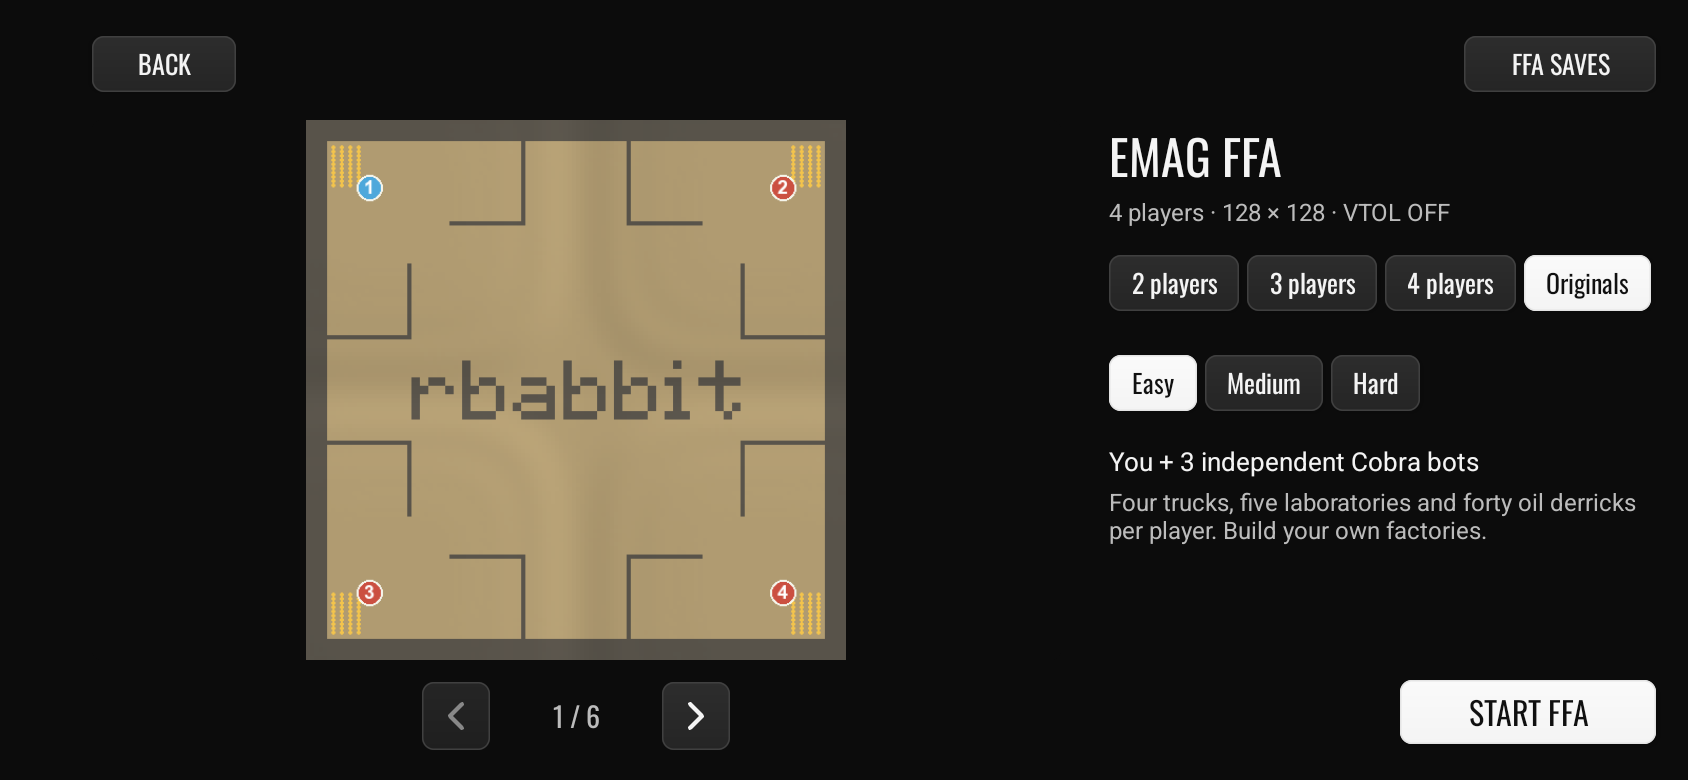 BACK
FFA SAVES
1
2
rbabbit
3
4
1 / 6
EMAG FFA
4 players · 128 × 128 · VTOL OFF
2 players
3 players
4 players
Originals
Easy
Medium
Hard
You + 3 independent Cobra bots
Four trucks, five laboratories and forty oil derricks
per player. Build your own factories.
START FFA